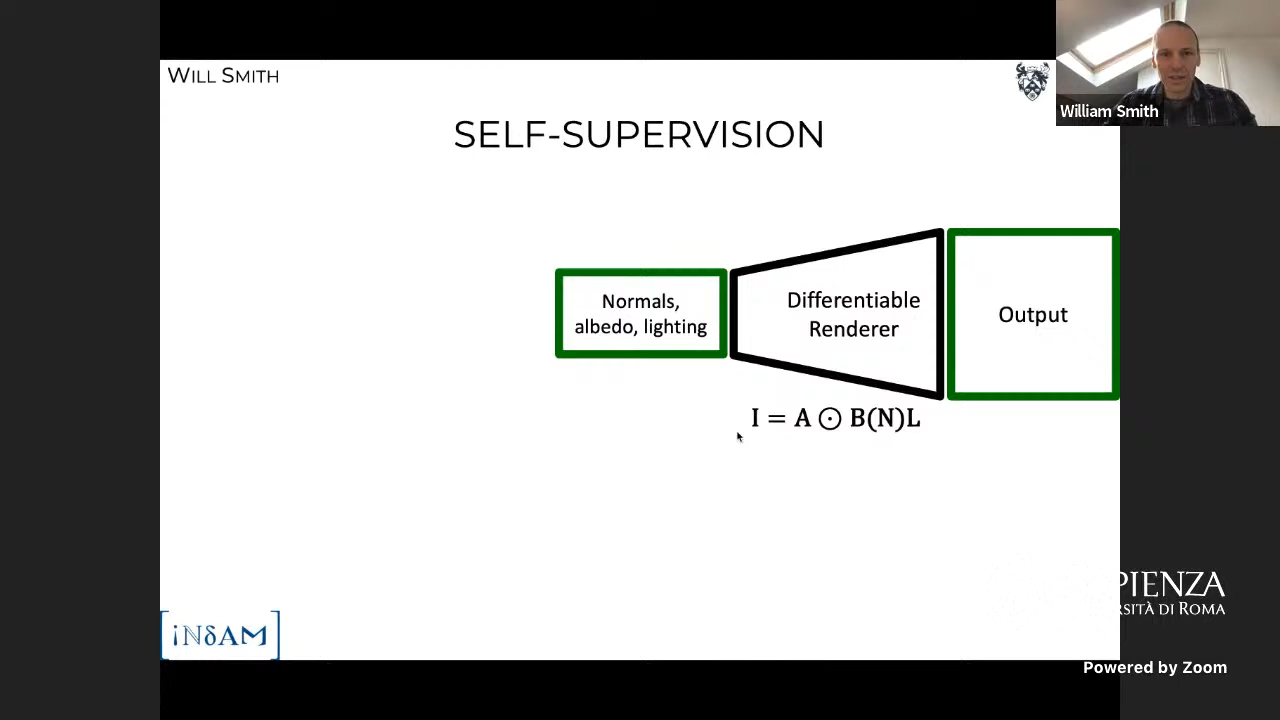 WILL SMITH
William Smith
SELF-SUPERVISION
Normals,
albedo, lighting
Differentiable
Renderer
Output
I = A ⊙ B(N)L
PIENZA
RSITÀ DI ROMA
iNδAM
Powered by Zoom